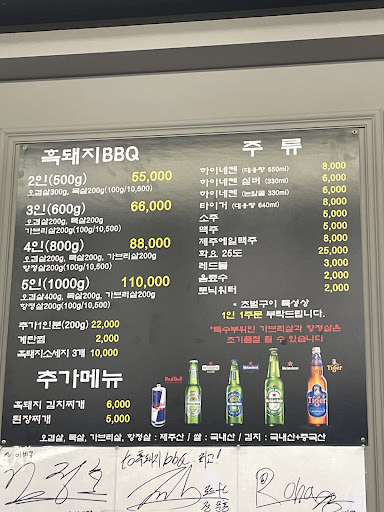 흑돼지BBQ
2인(500g) 55,000
오겹살300g, 목살200g(100g/10,500)
3인(600g) 66,000
오겹살200g, 목살200g
가브리살200g(100g/10,500)
4인(800g) 88,000
오겹살200g, 목살200g, 가브리살200g
항정살200g(100g/10,500)
5인(1000g) 110,000
오겹살400g, 목살200g, 가브리살200g
항정살200g(100g/10,500)
추가1인분(200g) 22,000
계란찜 2,000
흑돼지소세지 3개 10,000
추가메뉴
흑돼지 김치찌개 6,000
된장찌개 5,000
주 류
하이네켄 (대용량 650ml) 8,000
하이네켄 실버 (330ml) 6,000
하이네켄 (논알콜 330ml) 6,000
타이거 (대용량 640ml) 8,000
소주 5,000
맥주 5,000
제주에일맥주 8,000
화요 25도 25,000
레드불 3,000
음료수 2,000
토닉워터 2,000
* 초벌구이 특성상
1인 1주문 부탁드립니다.
*특수부위인 가브리살과 항정살은
조기품절 될 수 있습니다*
Red Bull
Heineken
Heineken
Tiger
Tiger
오겹살, 목살, 가브리살, 항정살 : 제주산 / 쌀 : 국내산 / 김치 : 국내산+중국산
흑돼지bbq